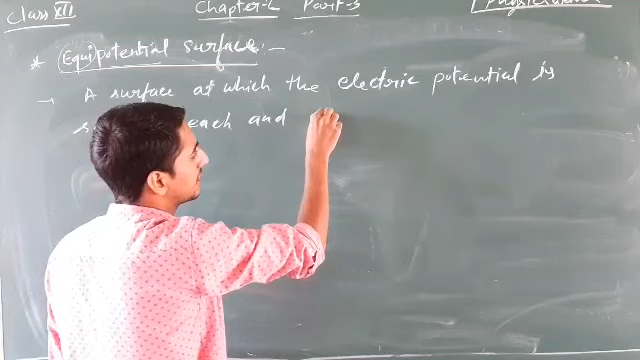 Class XII
Chapter-2 Part-3
* Equipotential surface :-
→ A surface at which the electric potential is
each and